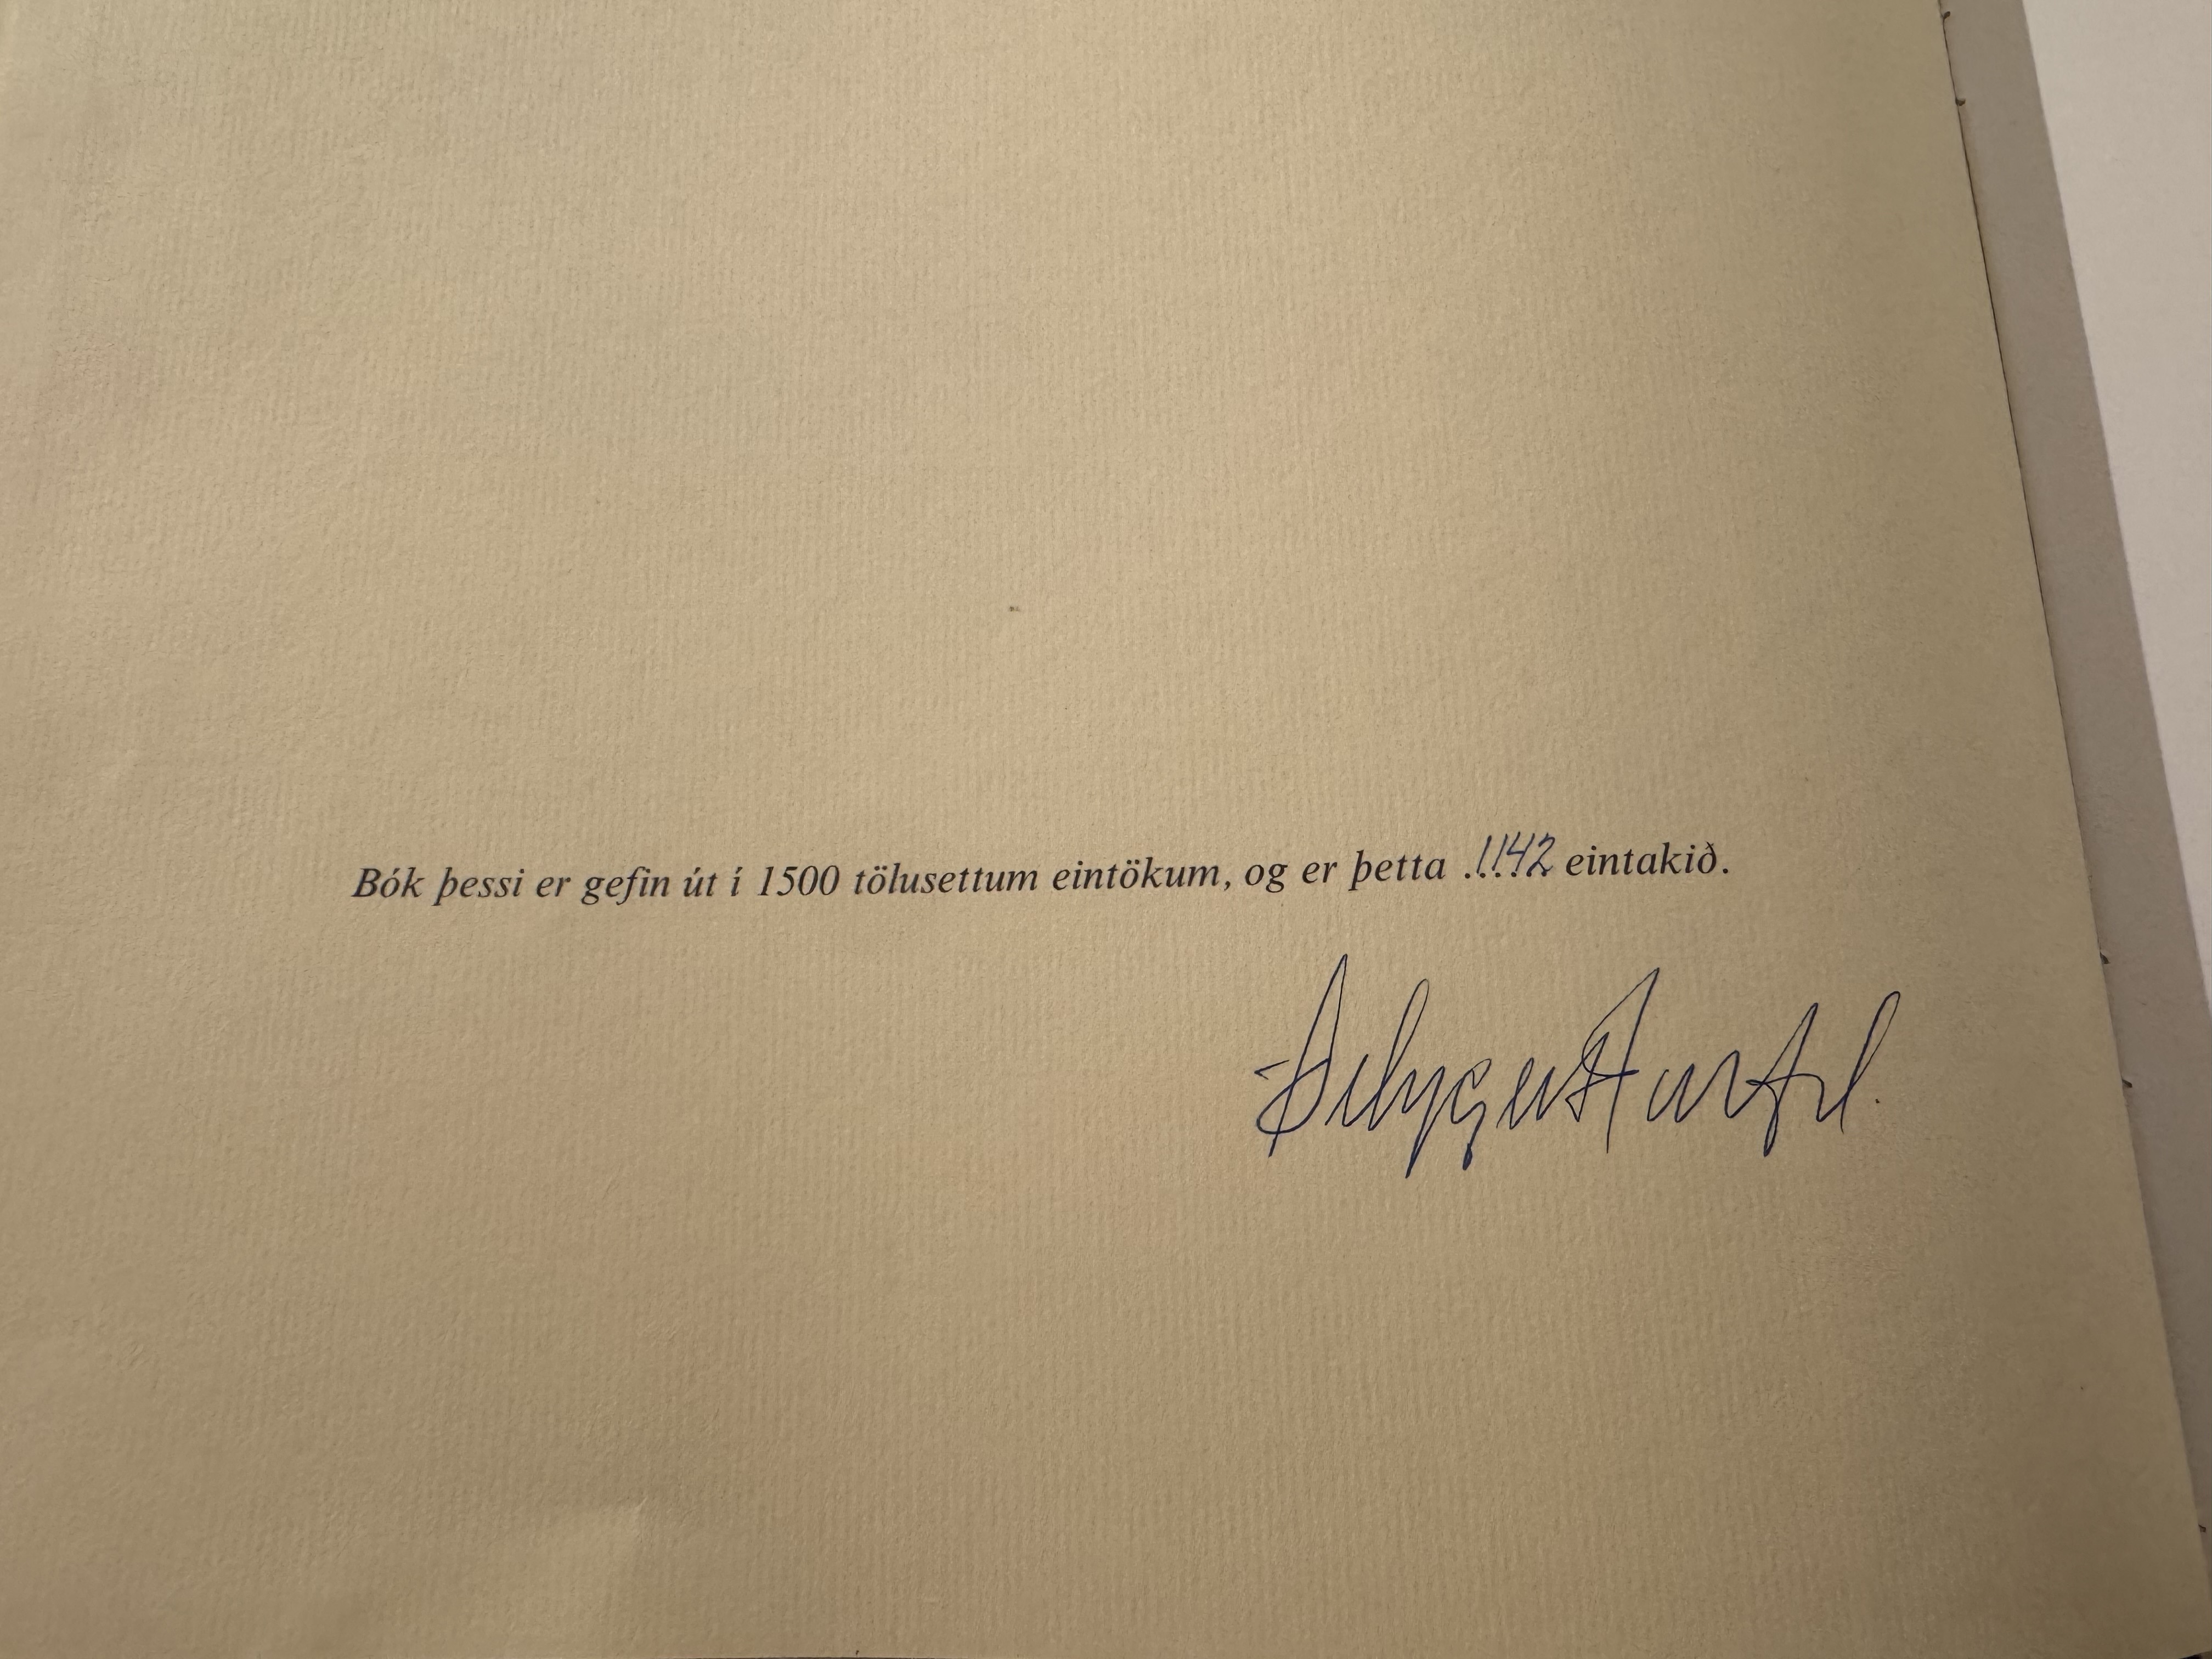 Bók þessi er gefin út í 1500 tölusettum eintökum, og er þetta .1142 eintakið.